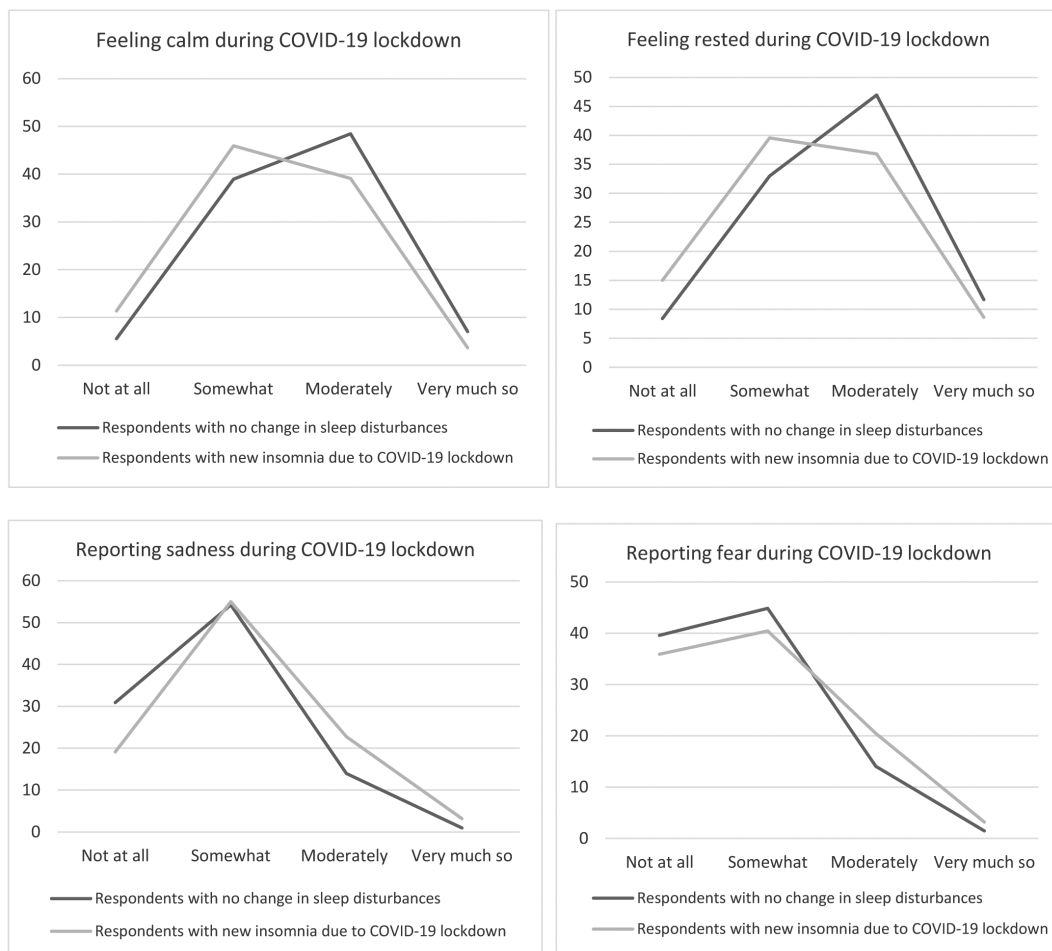 Feeling calm during COVID-19 lockdown
60
50
40
30
20
10
0
Not at all Somewhat Moderately Very much so
Respondents with no change in sleep disturbances
Respondents with new insomnia due to COVID-19 lockdown
Feeling rested during COVID-19 lockdown
50
45
40
35
30
25
20
15
10
5
0
Not at all Somewhat Moderately Very much so
Respondents with no change in sleep disturbances
Respondents with new insomnia due to COVID-19 lockdown
Reporting sadness during COVID-19 lockdown
60
50
40
30
20
10
0
Not at all Somewhat Moderately Very much so
Respondents with no change in sleep disturbances
Respondents with new insomnia due to COVID-19 lockdown
Reporting fear during COVID-19 lockdown
50
40
30
20
10
0
Not at all Somewhat Moderately Very much so
Respondents with no change in sleep disturbances
Respondents with new insomnia due to COVID-19 lockdown